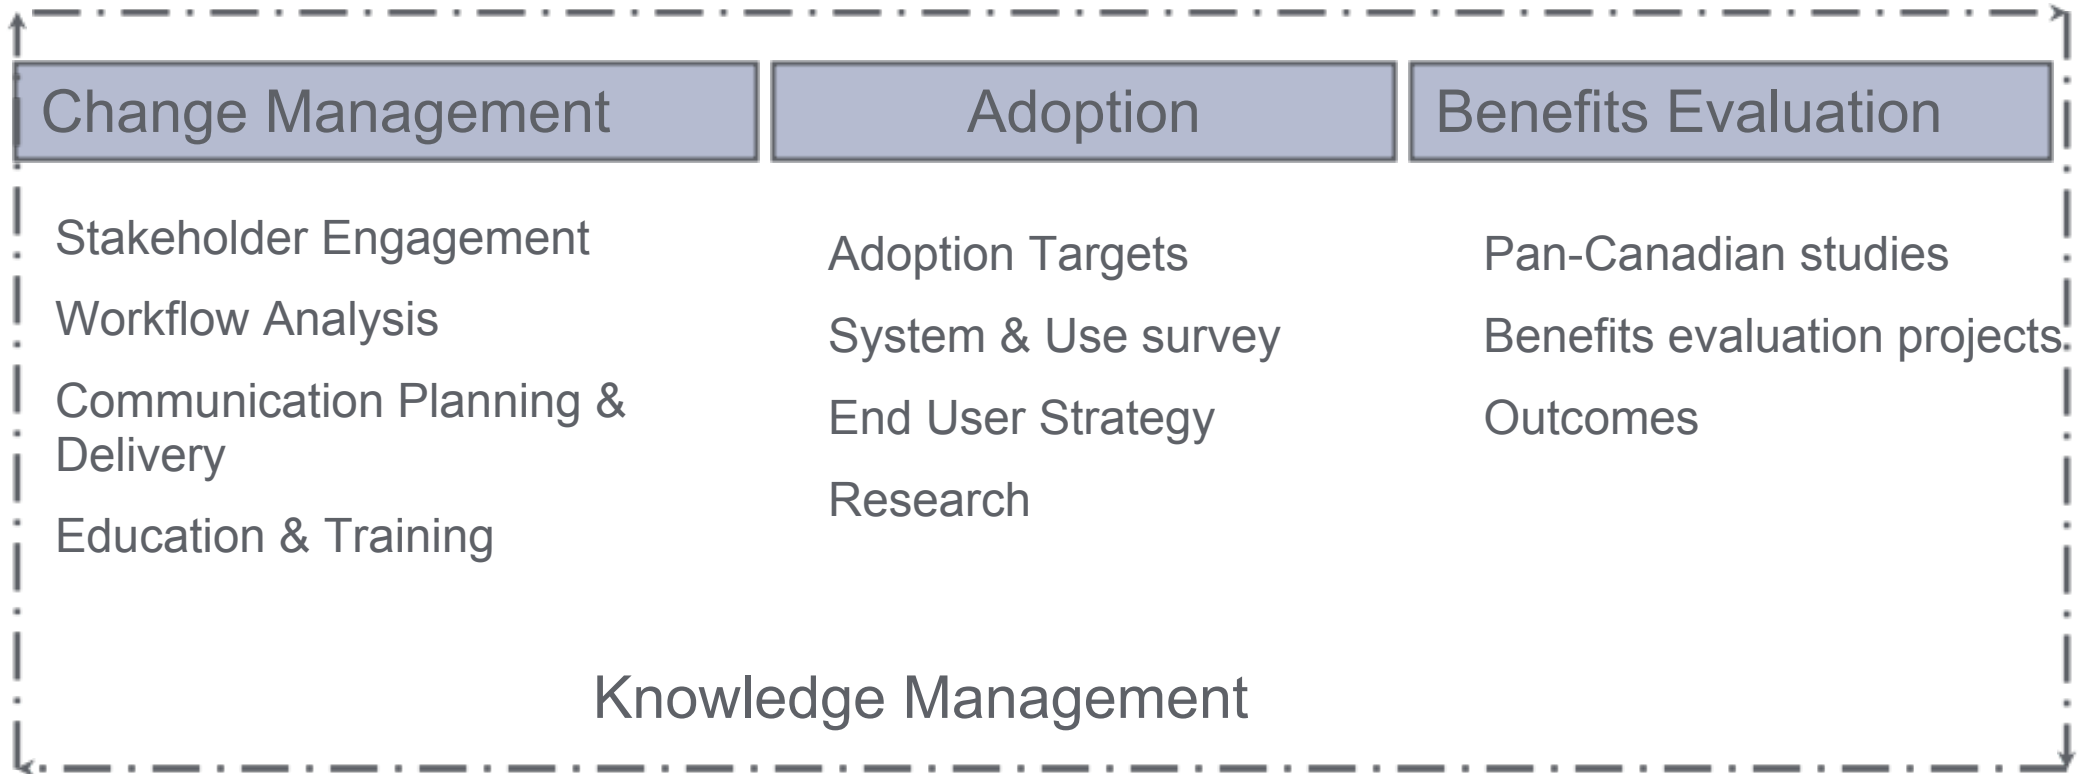 Change Management
Adoption
Benefits Evaluation
Stakeholder Engagement
Workflow Analysis
Communication Planning &
Delivery
Education & Training
Adoption Targets
System & Use survey
End User Strategy
Research
Pan-Canadian studies
Benefits evaluation projects
Outcomes
Knowledge Management